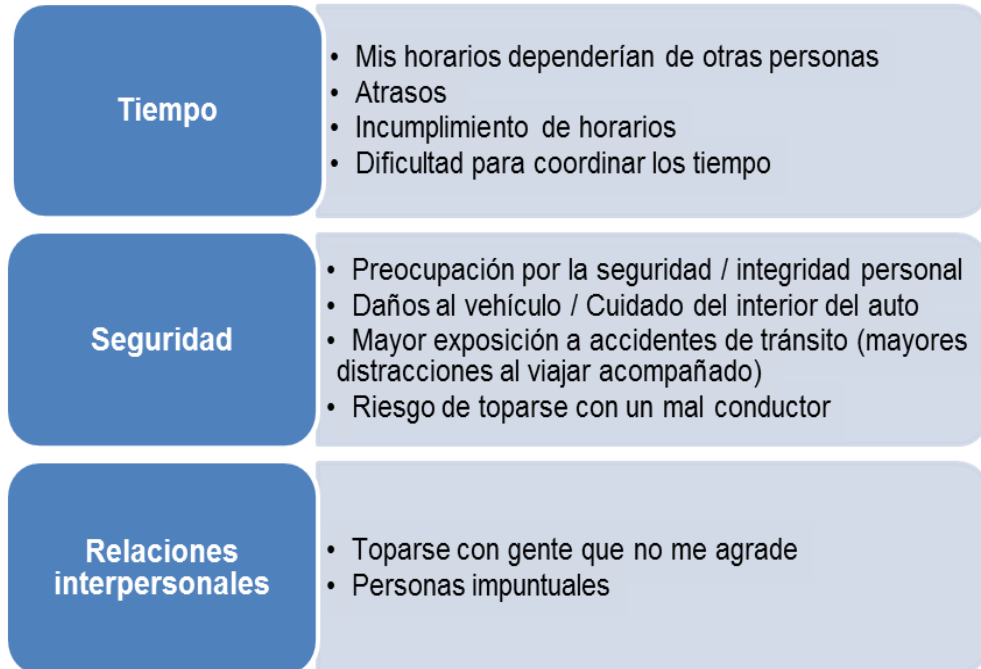 Tiempo
• Mis horarios dependerían de otras personas
• Atrasos
• Incumplimiento de horarios
• Dificultad para coordinar los tiempo
Seguridad
• Preocupación por la seguridad / integridad personal
• Daños al vehículo / Cuidado del interior del auto
• Mayor exposición a accidentes de tránsito (mayores
distracciones al viajar acompañado)
• Riesgo de toparse con un mal conductor
Relaciones
interpersonales
• Toparse con gente que no me agrade
• Personas impuntuales